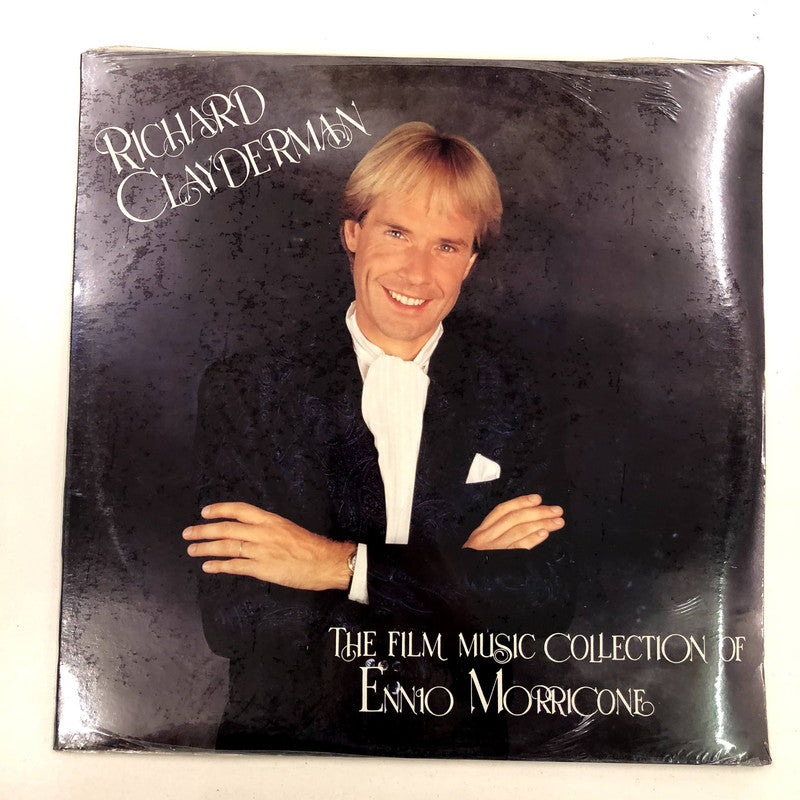 RICHARD
CLAYDERMAN
THE FILM MUSIC COLLECTION OF
ENNIO MORRICONE